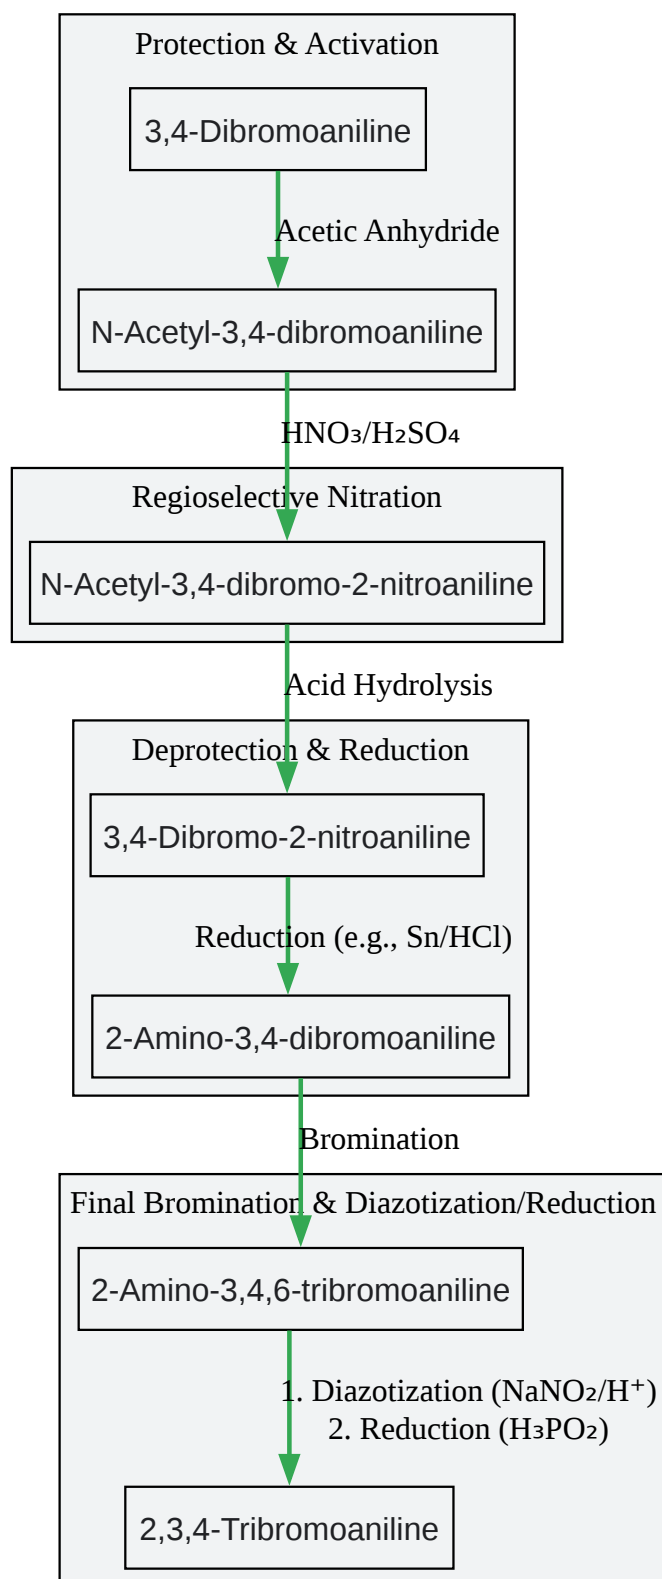 Protection & Activation
3,4-Dibromoaniline
Acetic Anhydride
N-Acetyl-3,4-dibromoaniline
HNO₃/H₂SO₄
Regioselective Nitration
N-Acetyl-3,4-dibromo-2-nitroaniline
Acid Hydrolysis
Deprotection & Reduction
3,4-Dibromo-2-nitroaniline
Reduction (e.g., Sn/HCl)
2-Amino-3,4-dibromoaniline
Bromination
Final Bromination & Diazotization/Reduction
2-Amino-3,4,6-tribromoaniline
1. Diazotization (NaNO₂/H⁺)
2. Reduction (H₃PO₂)
2,3,4-Tribromoaniline